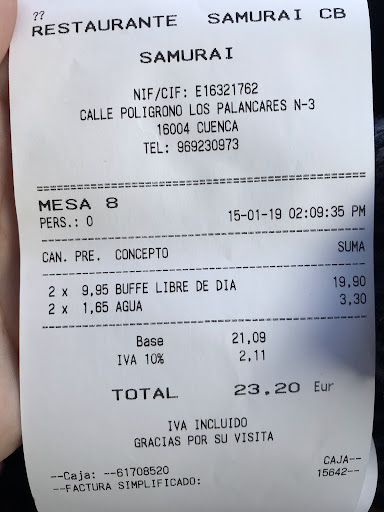 ??
RESTAURANTE SAMURAI CB
SAMURAI
NIF/CIF: E16321762
CALLE POLIGRONO LOS PALANCARES N-3
16004 CUENCA
TEL: 969230973
MESA 8
PERS.: 0 15-01-19 02:09:35 PM
CAN. PRE. CONCEPTO SUMA
2 x 9,95 BUFFE LIBRE DE DIA 19,90
2 x 1,65 AGUA 3,30
Base 21,09
IVA 10% 2,11
TOTAL 23,20 Eur
IVA INCLUIDO
GRACIAS POR SU VISITA
--Caja: --61708520 CAJA--
--FACTURA SIMPLIFICADO: 15642--